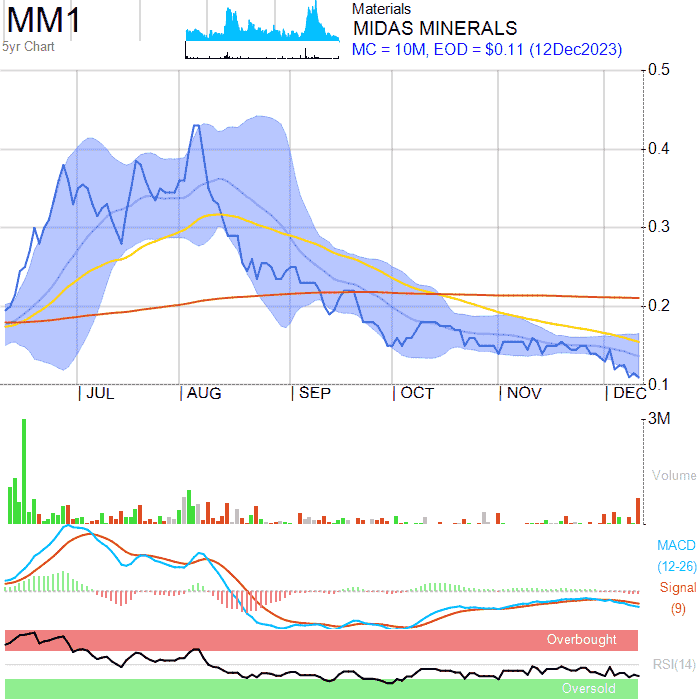 MM1
5yr Chart
Materials
MIDAS MINERALS
MC = 10M, EOD = $0.11 (12Dec2023)
0.5
0.4
0.3
0.2
0.1
JUL AUG SEP OCT NOV DEC
3M
Volume
MACD
(12-26)
Signal
(9)
Overbought
RSI(14)
Oversold